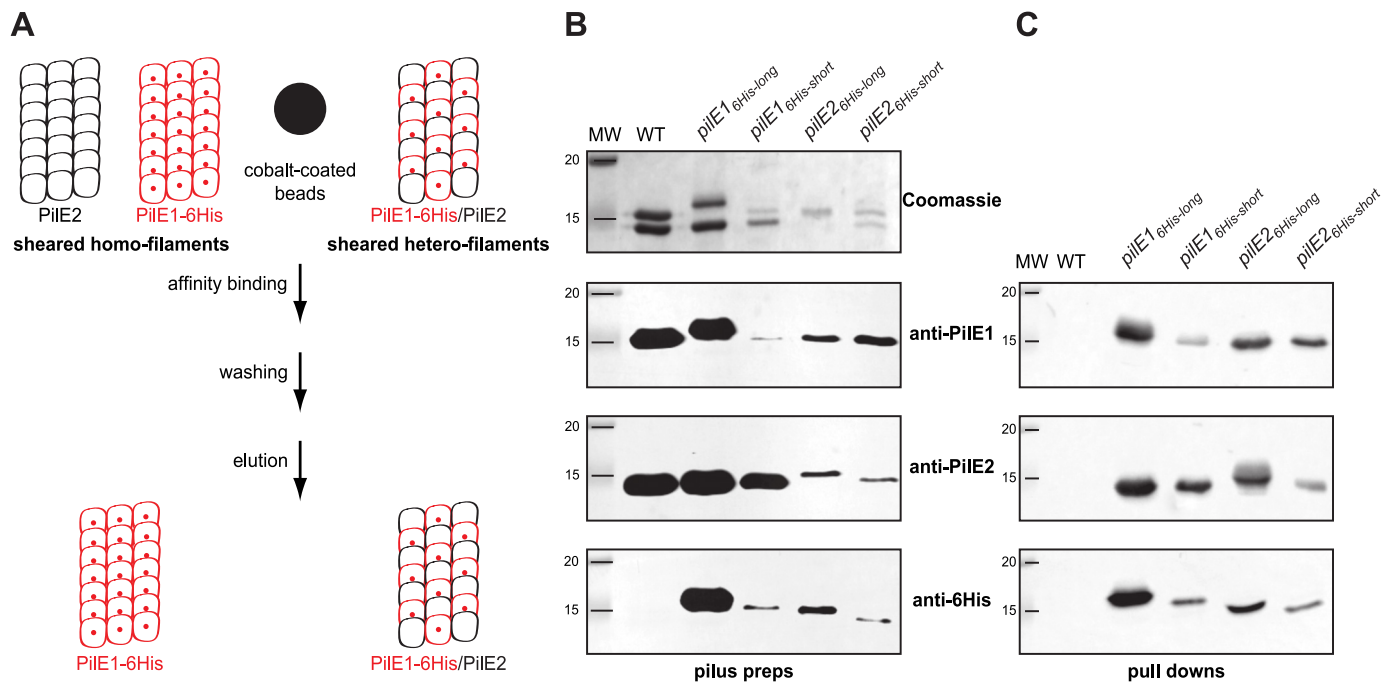 A
PilE2
PilE1-6His
cobalt-coated
beads
PilE1-6His/PilE2
sheared homo-filaments
sheared hetero-filaments
affinity binding
washing
elution
PilE1-6His
PilE1-6His/PilE2
B
MW
WT
pilE1 6His-long
pilE1 6His-short
pilE2 6His-long
pilE2 6His-short
20
15
Coomassie
20
15
anti-PilE1
20
15
anti-PilE2
20
15
anti-6His
pilus preps
C
MW
WT
pilE1 6His-long
pilE1 6His-short
pilE2 6His-long
pilE2 6His-short
20
15
20
15
20
15
pull downs